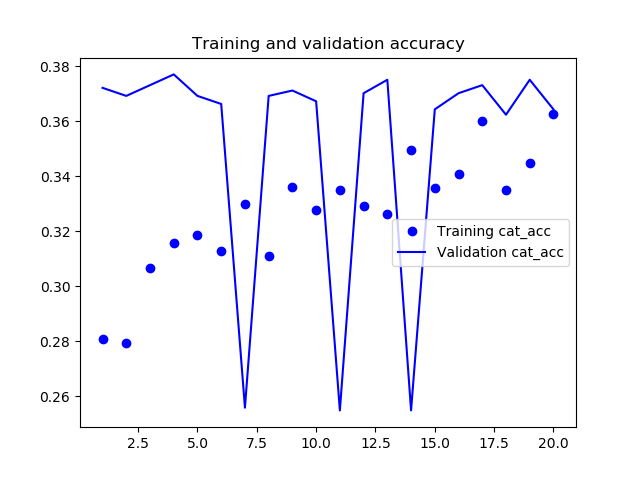 Training and validation accuracy
0.38
0.36
0.34
0.32
0.30
0.28
0.26
Training cat_acc
Validation cat_acc
2.5 5.0 7.5 10.0 12.5 15.0 17.5 20.0